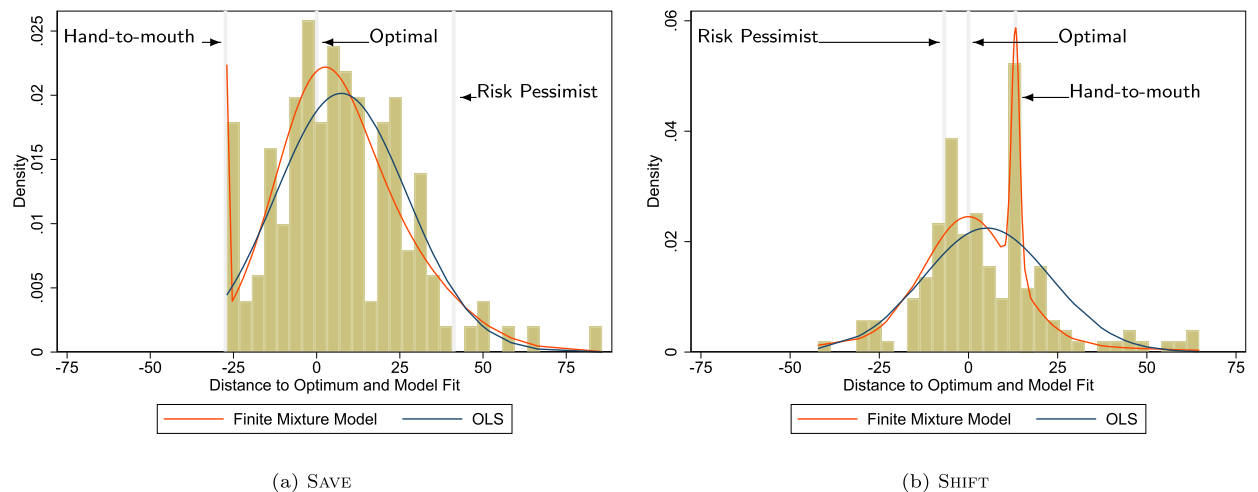 .025
.02
.015
.01
.005
0
Density
Hand-to-mouth
Optimal
Risk Pessimist
-75
-50
-25
0
25
50
75
Distance to Optimum and Model Fit
Finite Mixture Model
OLS
(a) SAVE
.06
.04
.02
0
Density
Risk Pessimist
Optimal
Hand-to-mouth
-75
-50
-25
0
25
50
75
Distance to Optimum and Model Fit
Finite Mixture Model
OLS
(b) SHIFT